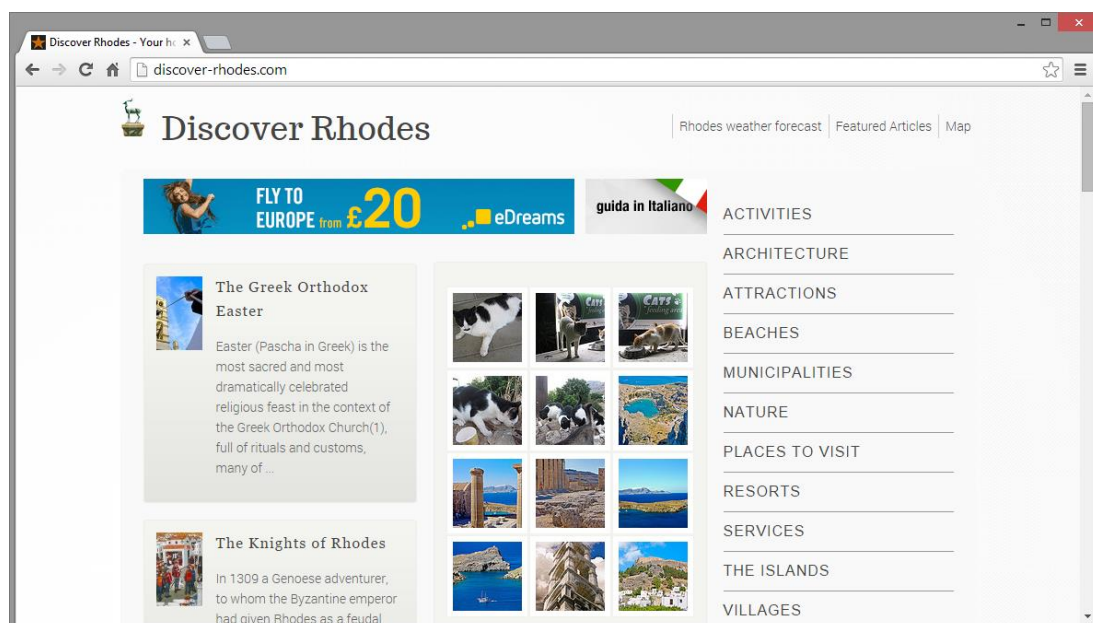 Discover Rhodes - Your h
discover-rhodes.com
Discover Rhodes
Rhodes weather forecast
Featured Articles
Map
FLY TO
EUROPE from £20
eDreams
guida in Italiano
The Greek Orthodox
Easter
Easter (Pascha in Greek) is the
most sacred and most
dramatically celebrated
religious feast in the context of
the Greek Orthodox Church(1),
full of rituals and customs,
many of ...
The Knights of Rhodes
In 1309 a Genoese adventurer,
to whom the Byzantine emperor
had given Rhodes as a feudal
CATS
CATS
feeding area
ACTIVITIES
ARCHITECTURE
ATTRACTIONS
BEACHES
MUNICIPALITIES
NATURE
PLACES TO VISIT
RESORTS
SERVICES
THE ISLANDS
VILLAGES